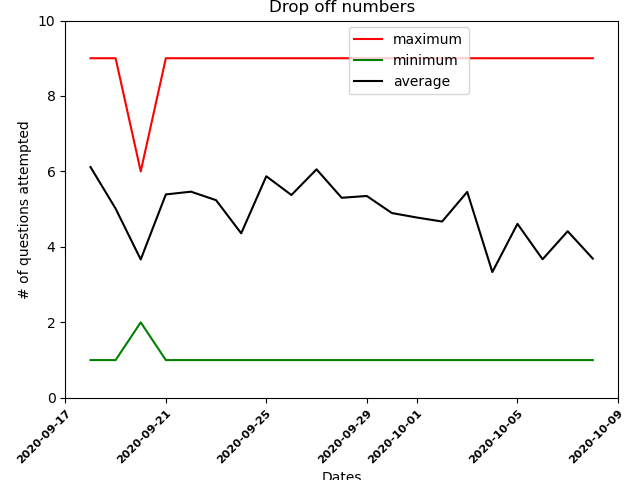 Drop off numbers
10
8
6
4
2
0
# of questions attempted
maximum
minimum
average
2020-09-17
2020-09-21
2020-09-25
2020-09-29
2020-10-01
2020-10-05
2020-10-09
Dates